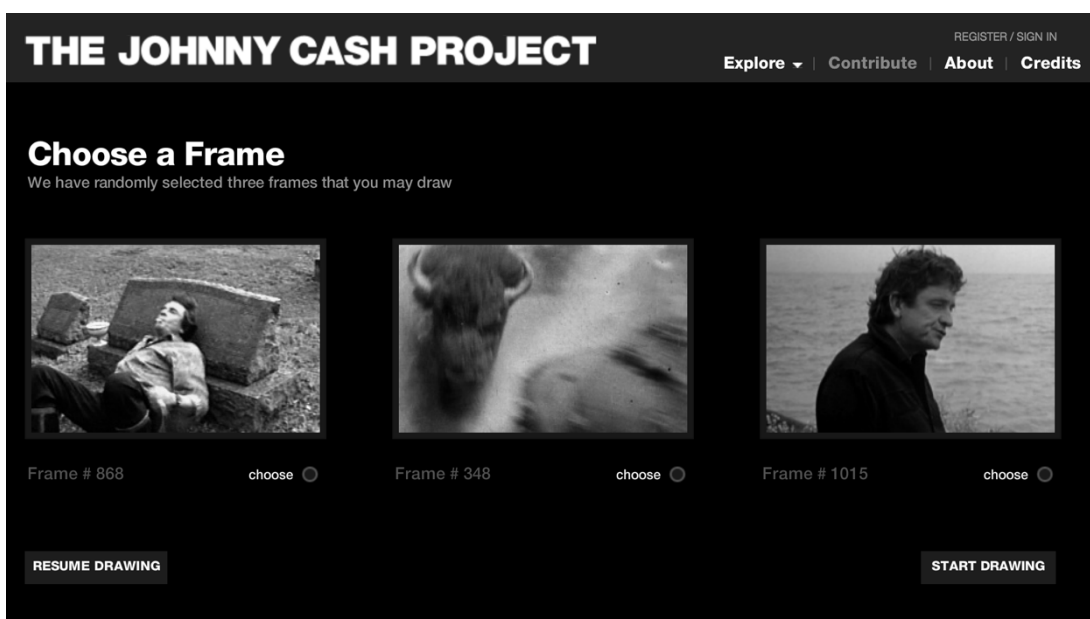 THE JOHNNY CASH PROJECT
REGISTER / SIGN IN
Explore | Contribute | About | Credits
Choose a Frame
We have randomly selected three frames that you may draw
Frame # 868 choose
Frame # 348 choose
Frame # 1015 choose
RESUME DRAWING
START DRAWING